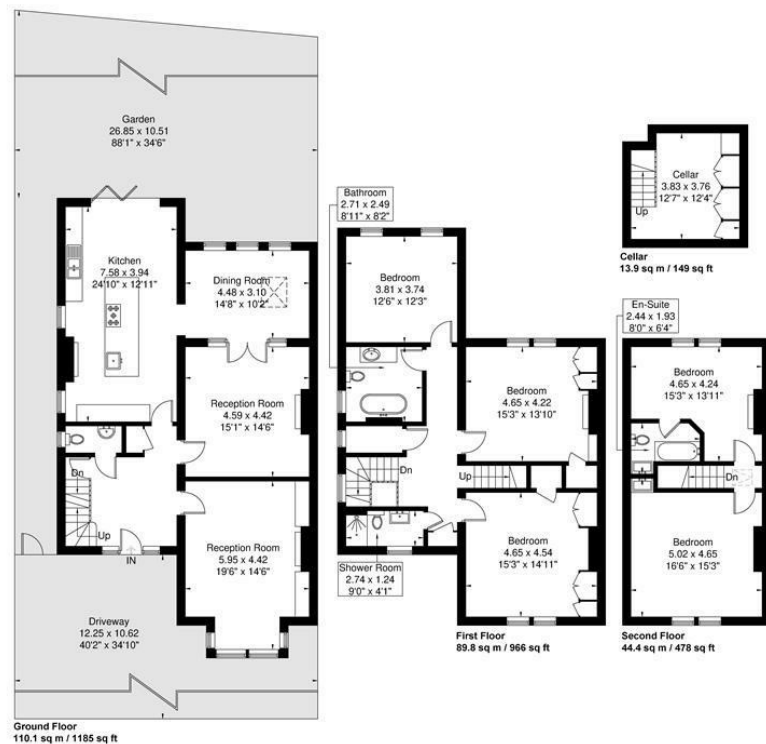 Garden
26.85 x 10.51
88'1" x 34'6"
Kitchen
7.58 x 3.94
24'10" x 12'11"
Dining Room
4.48 x 3.10
14'8" x 10'2"
Reception Room
4.59 x 4.42
15'1" x 14'6"
Dn
Up
IN
Reception Room
5.95 x 4.42
19'6" x 14'6"
Driveway
12.25 x 10.62
40'2" x 34'10"
Ground Floor
110.1 sq m / 1185 sq ft
Bathroom
2.71 x 2.49
8'11" x 8'2"
Bedroom
3.81 x 3.74
12'6" x 12'3"
Bedroom
4.65 x 4.22
15'3" x 13'10"
Dn
Up
Bedroom
4.65 x 4.54
15'3" x 14'11"
Shower Room
2.74 x 1.24
9'0" x 4'1"
First Floor
89.8 sq m / 966 sq ft
Cellar
3.83 x 3.76
12'7" x 12'4"
Up
Cellar
13.9 sq m / 149 sq ft
En-Suite
2.44 x 1.93
8'0" x 6'4"
Bedroom
4.65 x 4.24
15'3" x 13'11"
Dn
Bedroom
5.02 x 4.65
16'6" x 15'3"
Second Floor
44.4 sq m / 478 sq ft